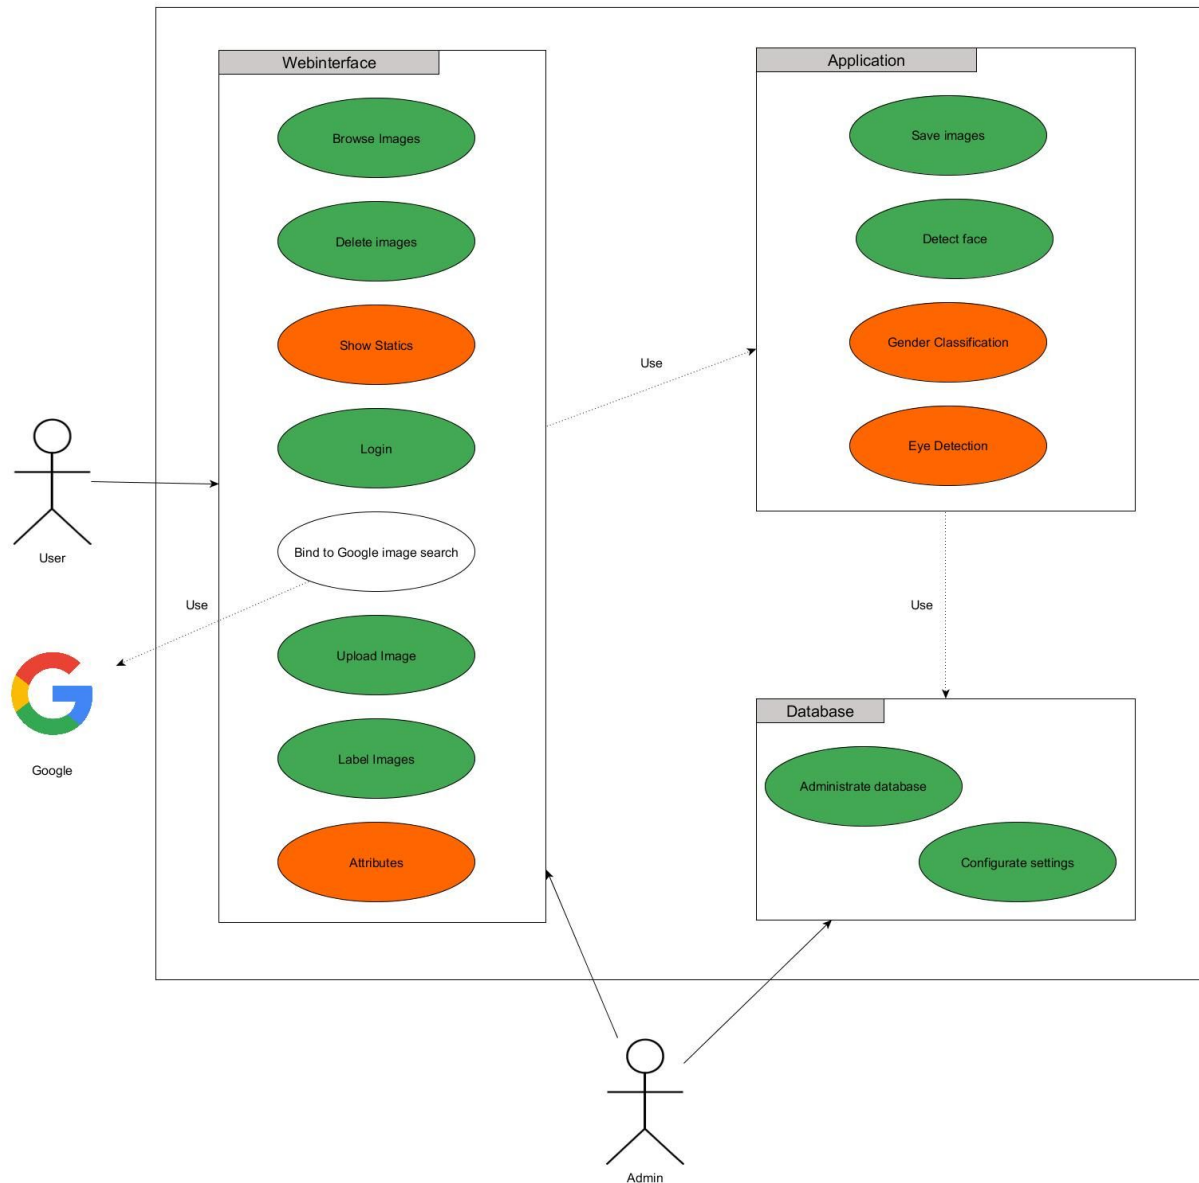 Webinterface
Browse Images
Delete images
Show Statics
Login
Bind to Google image search
Upload Image
Label Images
Attributes
Use
Application
Save images
Detect face
Gender Classification
Eye Detection
Use
Database
Administrate database
Configurate settings
User
Use
Google
Admin